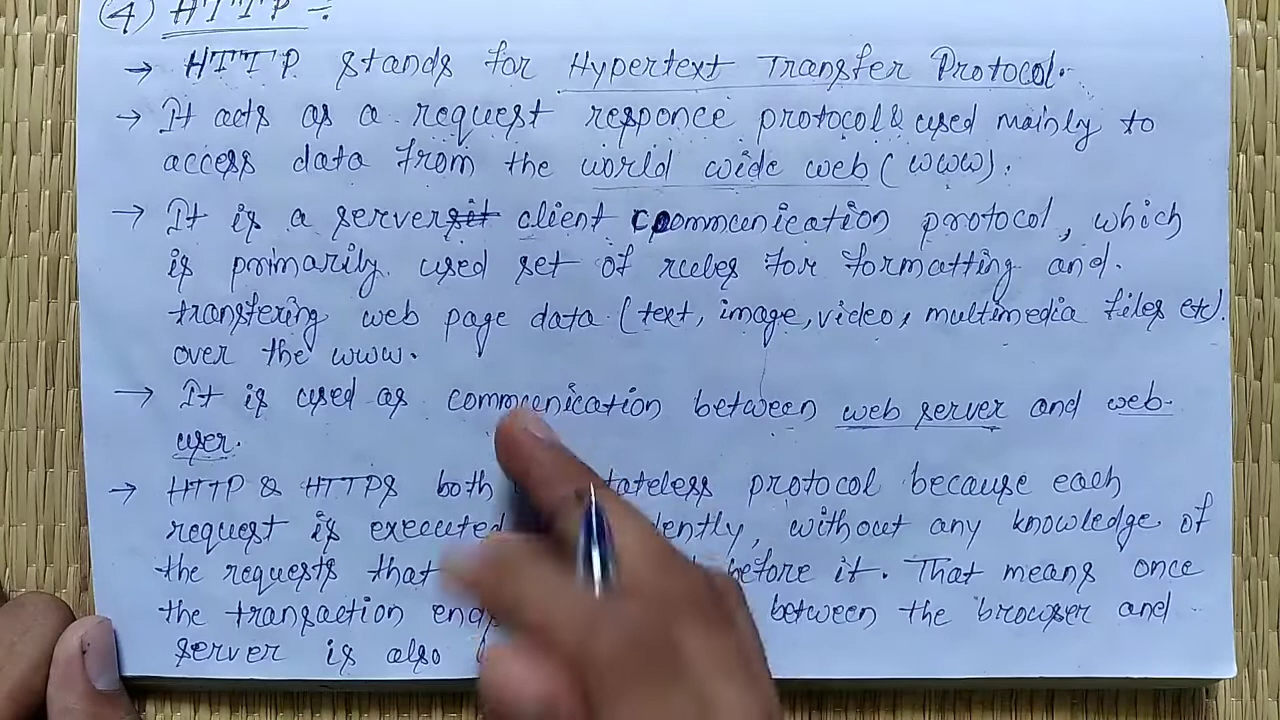 (4) HTTP :-
→ HTTP stands for Hypertext Transfer Protocol.
→ It acts as a request responce protocol & used mainly to
access data from the world wide web (www).
→ It is a server client communication protocol, which
is primarily used set of rules for formatting and
transfering web page data (text, image, video, multimedia files etc).
over the www.
→ It is used as communication between web server and web
user.
→ HTTP & HTTPS both stateless protocol because each
request is executed without any knowledge of
the requests that before it. That means once
the transaction ends between the browser and
server is also